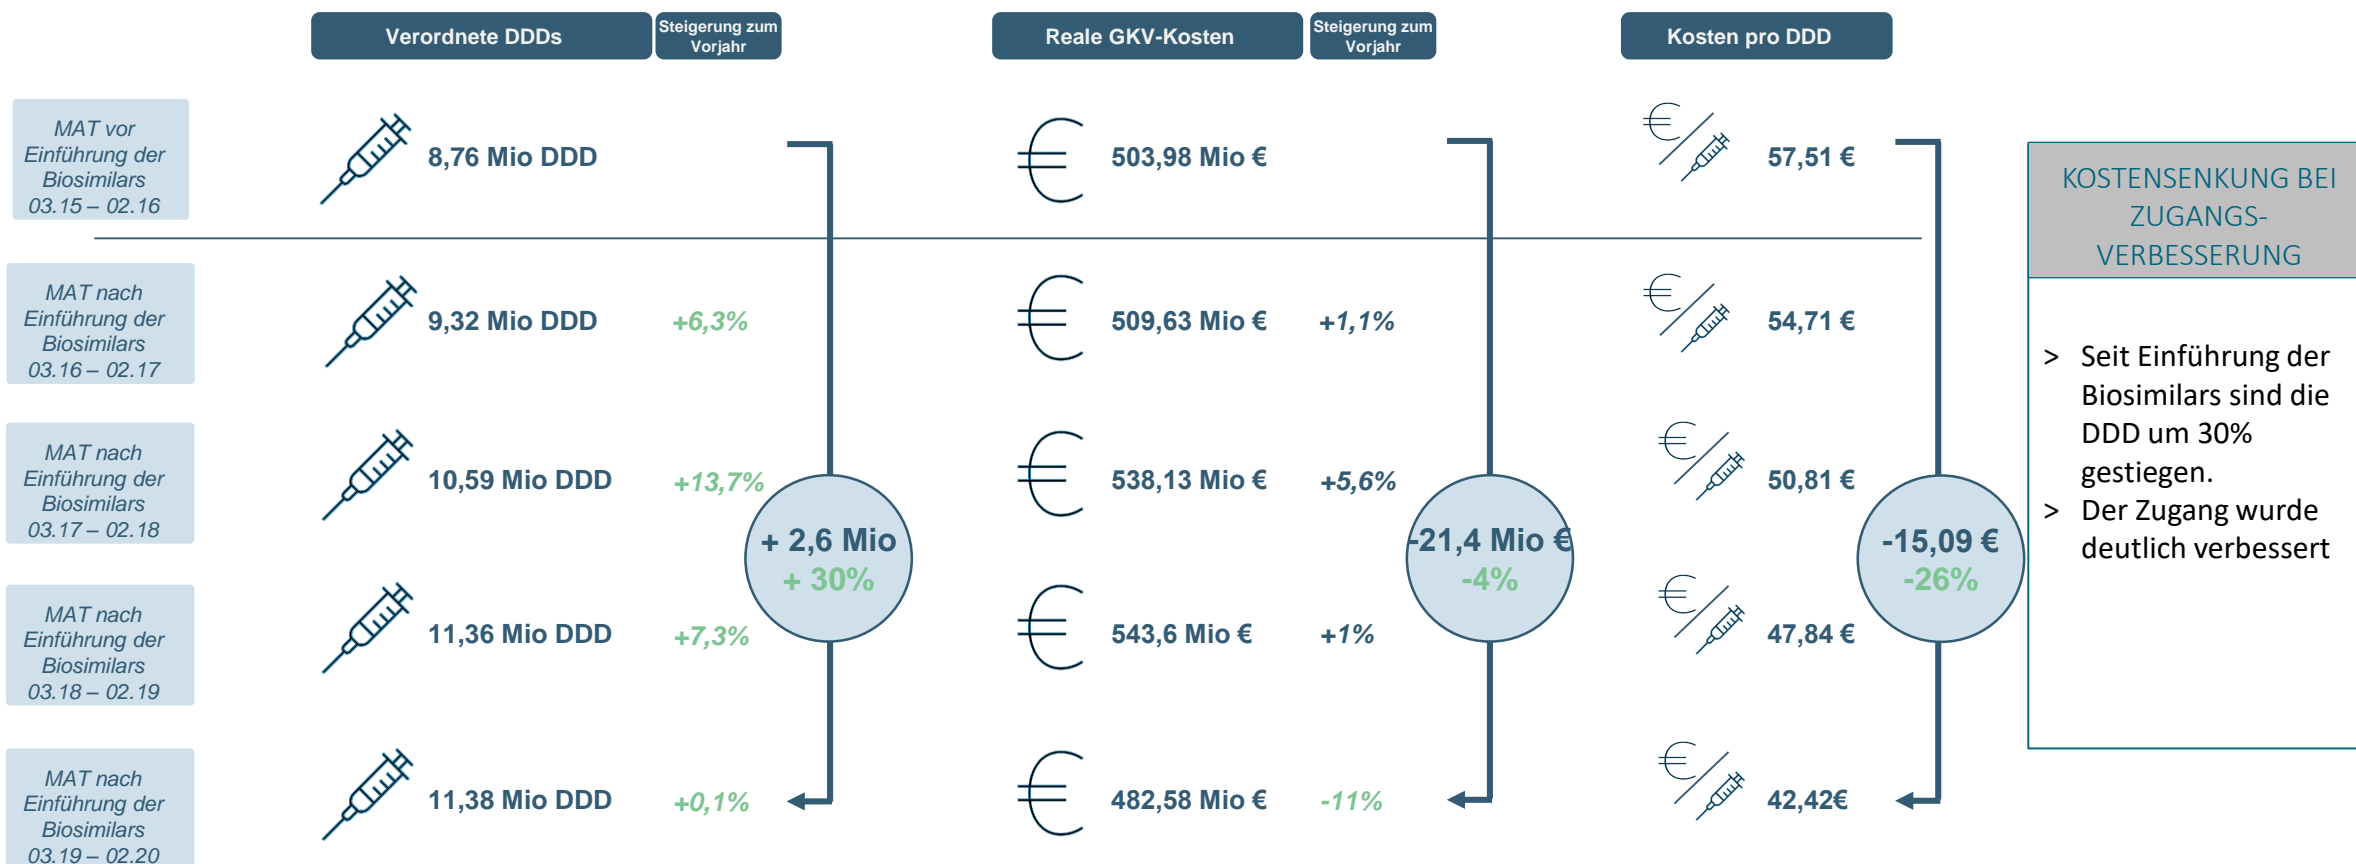 Verordnete DDDs
Steigerung zum
Vorjahr
Reale GKV-Kosten
Steigerung zum
Vorjahr
Kosten pro DDD
MAT vor
Einführung der
Biosimilars
03.15 – 02.16
8,76 Mio DDD
503,98 Mio €
57,51 €
MAT nach
Einführung der
Biosimilars
03.16 – 02.17
9,32 Mio DDD
+6,3%
509,63 Mio €
+1,1%
54,71 €
MAT nach
Einführung der
Biosimilars
03.17 – 02.18
10,59 Mio DDD
+13,7%
538,13 Mio €
+5,6%
50,81 €
+ 2,6 Mio
+ 30%
-21,4 Mio €
-4%
-15,09 €
-26%
MAT nach
Einführung der
Biosimilars
03.18 – 02.19
11,36 Mio DDD
+7,3%
543,6 Mio €
+1%
47,84 €
MAT nach
Einführung der
Biosimilars
03.19 – 02.20
11,38 Mio DDD
+0,1%
482,58 Mio €
-11%
42,42€
KOSTENSENKUNG BEI
ZUGANGS-
VERBESSERUNG
> Seit Einführung der
Biosimilars sind die
DDD um 30%
gestiegen.
> Der Zugang wurde
deutlich verbessert